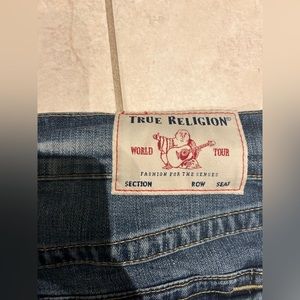 TRUE RELIGION®
WORLD TOUR
FASHION FOR THE SENSES
SECTION ROW SEAT